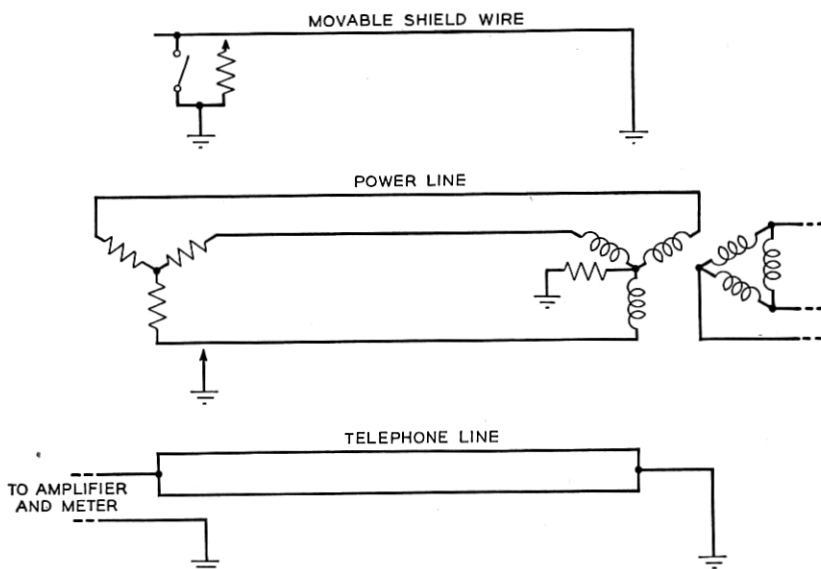 MOVABLE SHIELD WIRE
POWER LINE
TELEPHONE LINE
TO AMPLIFIER
AND METER